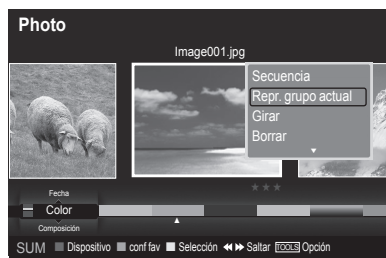 Photo
Image001.jpg
Secuencia
Repr. grupo actual
Girar
Borrar
Fecha
Color
Composición
SUM Dispositivo conf fav Selección Saltar TOOLS Opción